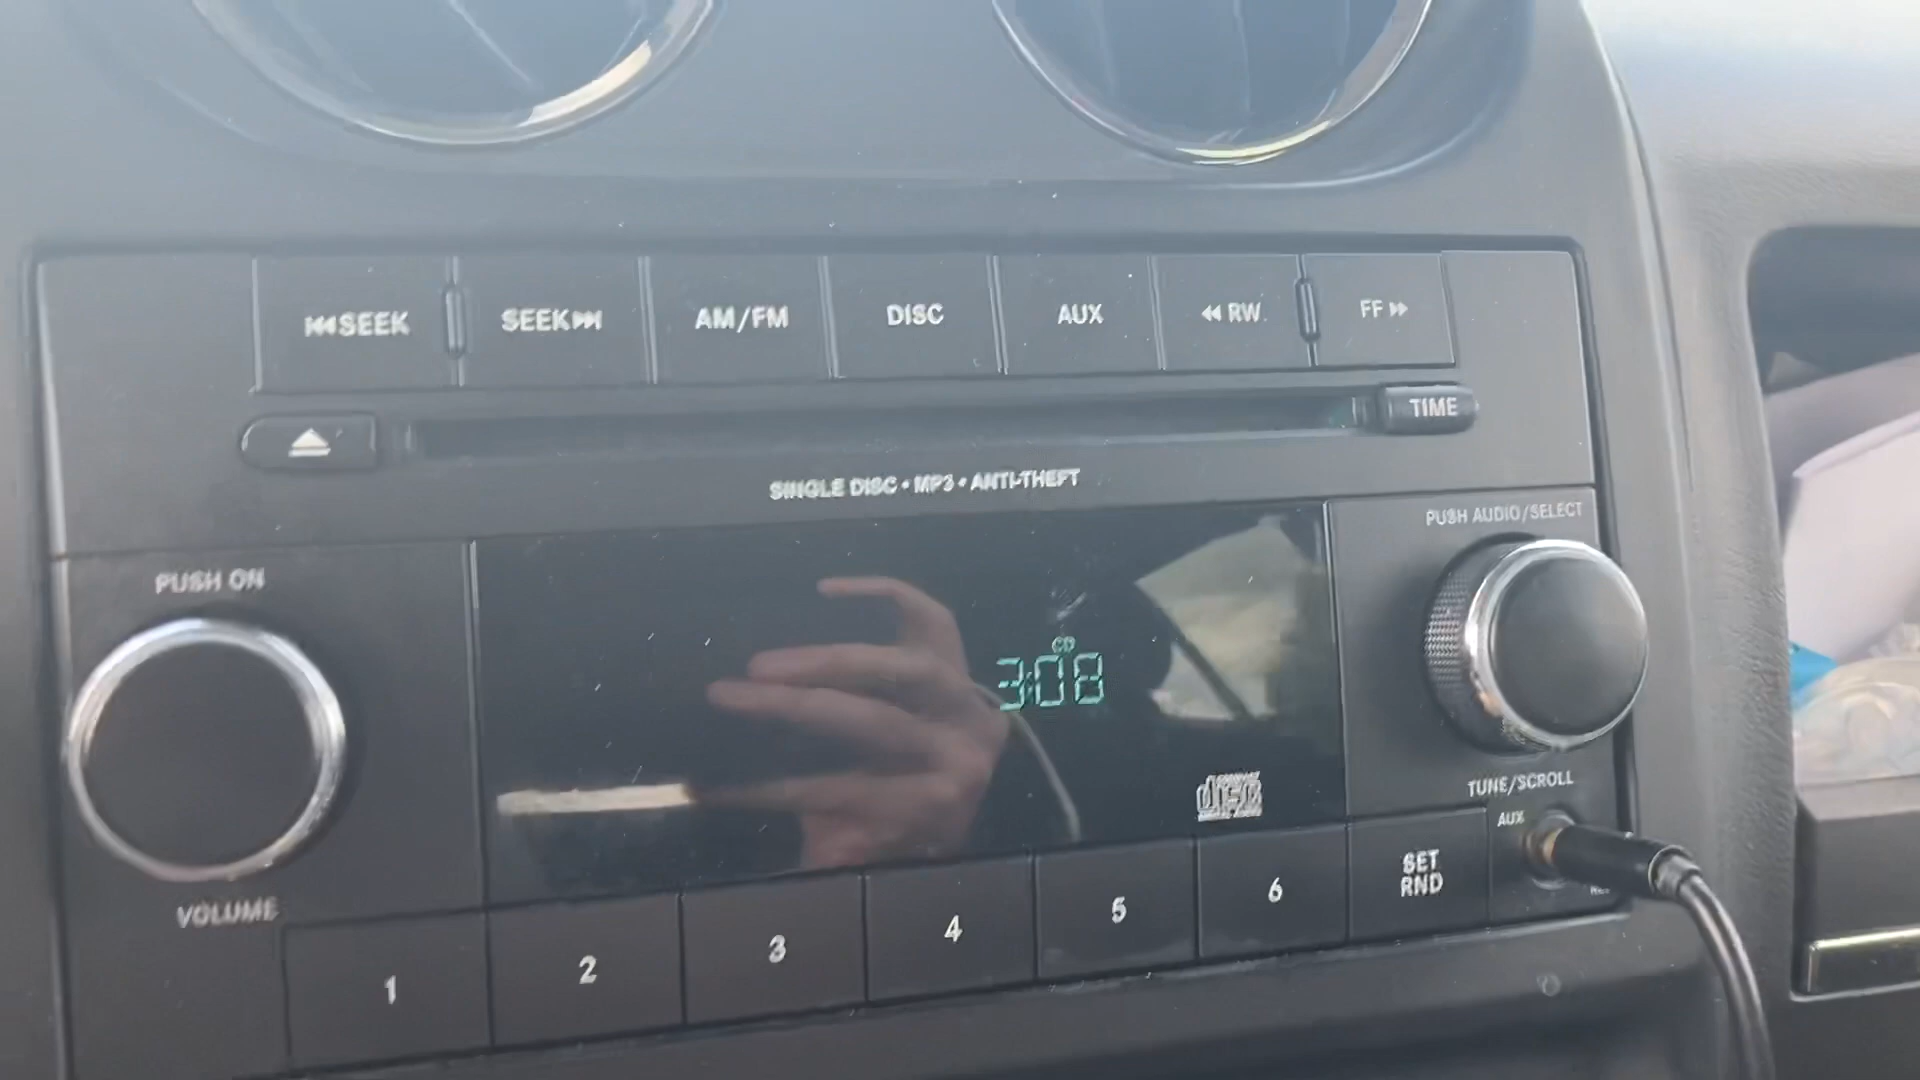 ⏮SEEK SEEK⏭ AM/FM DISC AUX ◀◀ RW FF ▶▶
TIME
SINGLE DISC • MP3 • ANTI-THEFT
PUSH AUDIO/SELECT
PUSH ON
CD
3:08
disc
TUNE/SCROLL
AUX
VOLUME
1 2 3 4 5 6 SET
RND